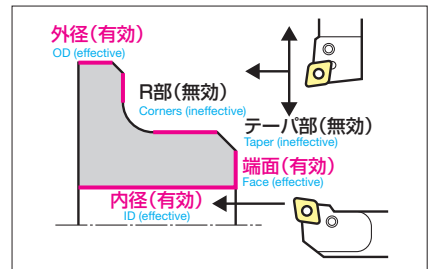 外径(有効)
OD (effective)
R部(無効)
Corners (ineffective)
テーパ部(無効)
Taper (ineffective)
端面(有効)
Face (effective)
内径(有効)
ID (effective)